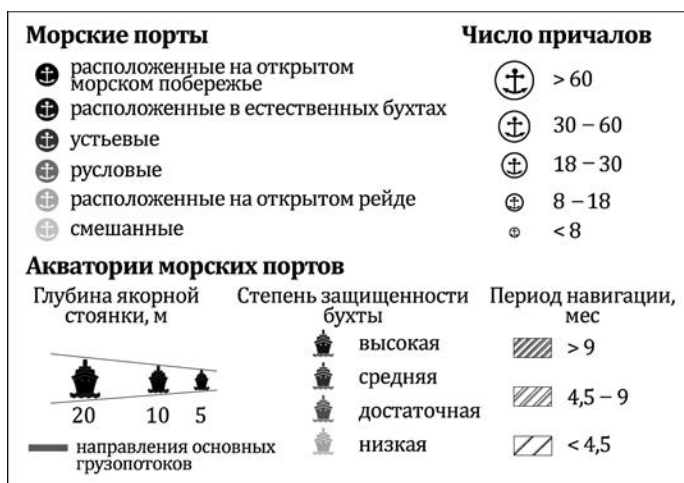 Морские порты
расположенные на открытом
морском побережье
расположенные в естественных бухтах
устьевые
русловые
расположенные на открытом рейде
смешанные
Число причалов
> 60
30 – 60
18 – 30
8 – 18
< 8
Акватории морских портов
Глубина якорной
стоянки, м
20 10 5
направления основных
грузопотоков
Степень защищенности
бухты
высокая
средняя
достаточная
низкая
Период навигации,
мес
> 9
4,5 – 9
< 4,5